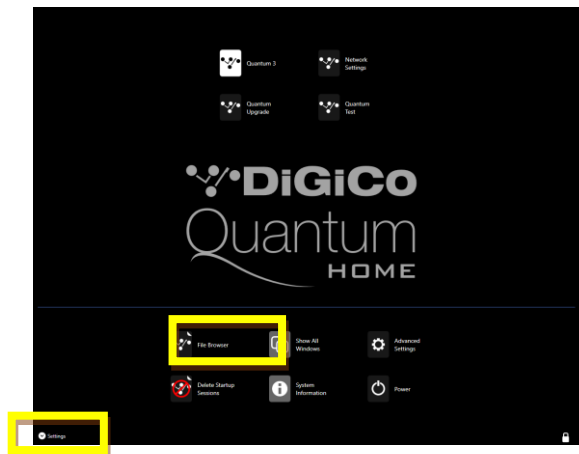 Quantum 3
Network
Settings
Quantum
Upgrade
Quantum
Test
DiGiCo
Quantum
HOME
File Browser
Show All
Windows
Advanced
Settings
Delete Startup
Sessions
System
Information
Power
Settings